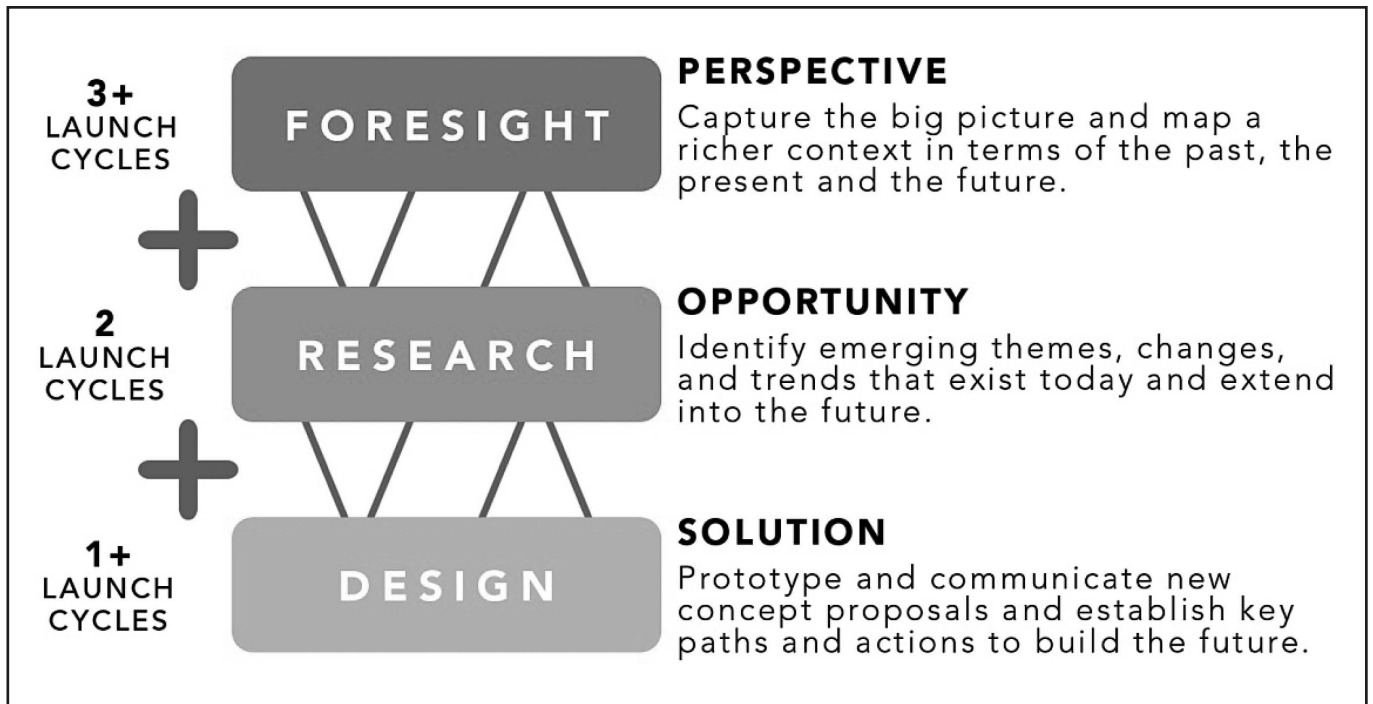 3+
LAUNCH
CYCLES
FORESIGHT
PERSPECTIVE
Capture the big picture and map a
richer context in terms of the past, the
present and the future.
2
LAUNCH
CYCLES
RESEARCH
OPPORTUNITY
Identify emerging themes, changes,
and trends that exist today and extend
into the future.
1+
LAUNCH
CYCLES
DESIGN
SOLUTION
Prototype and communicate new
concept proposals and establish key
paths and actions to build the future.